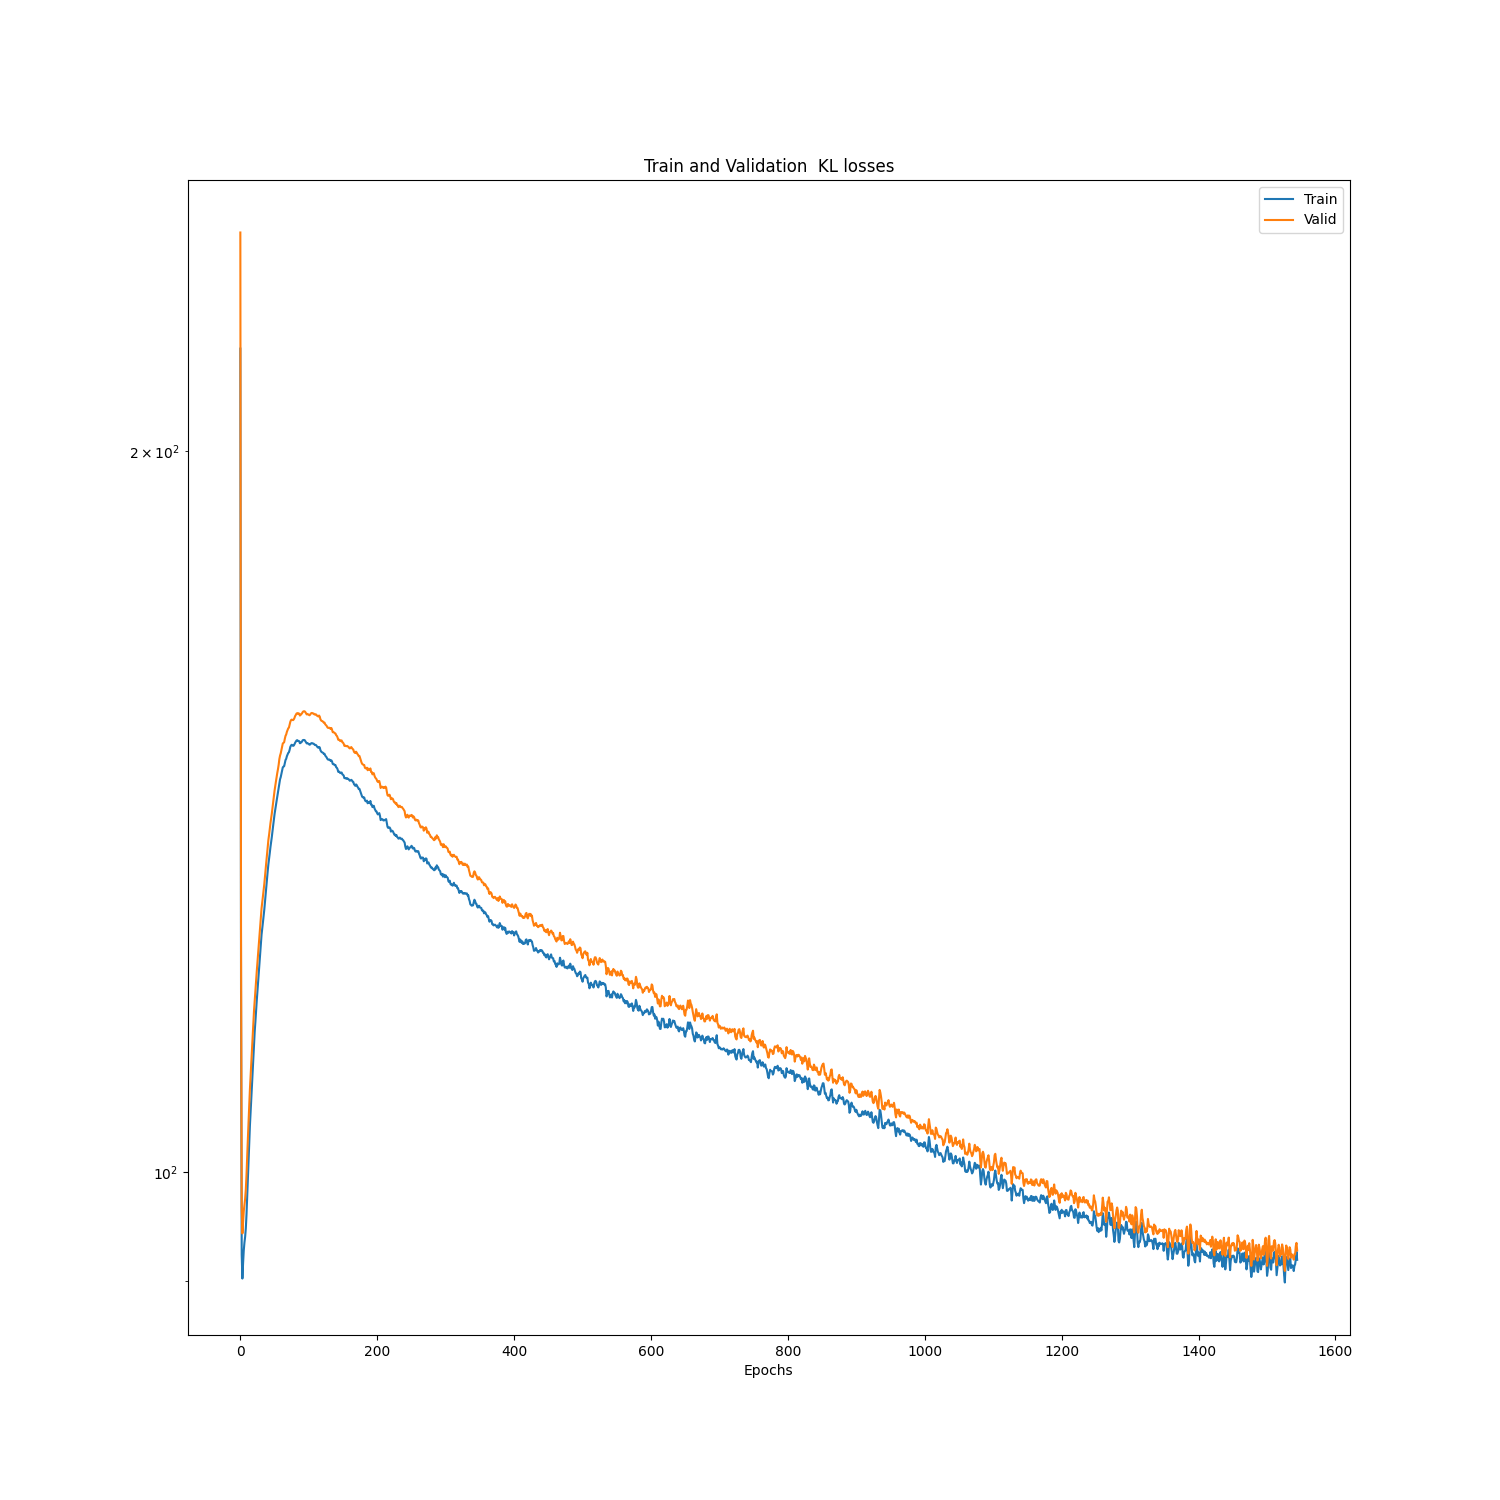 Train and Validation  KL losses
Train
Valid
2 × 10²
10²
0 200 400 600 800 1000 1200 1400 1600
Epochs